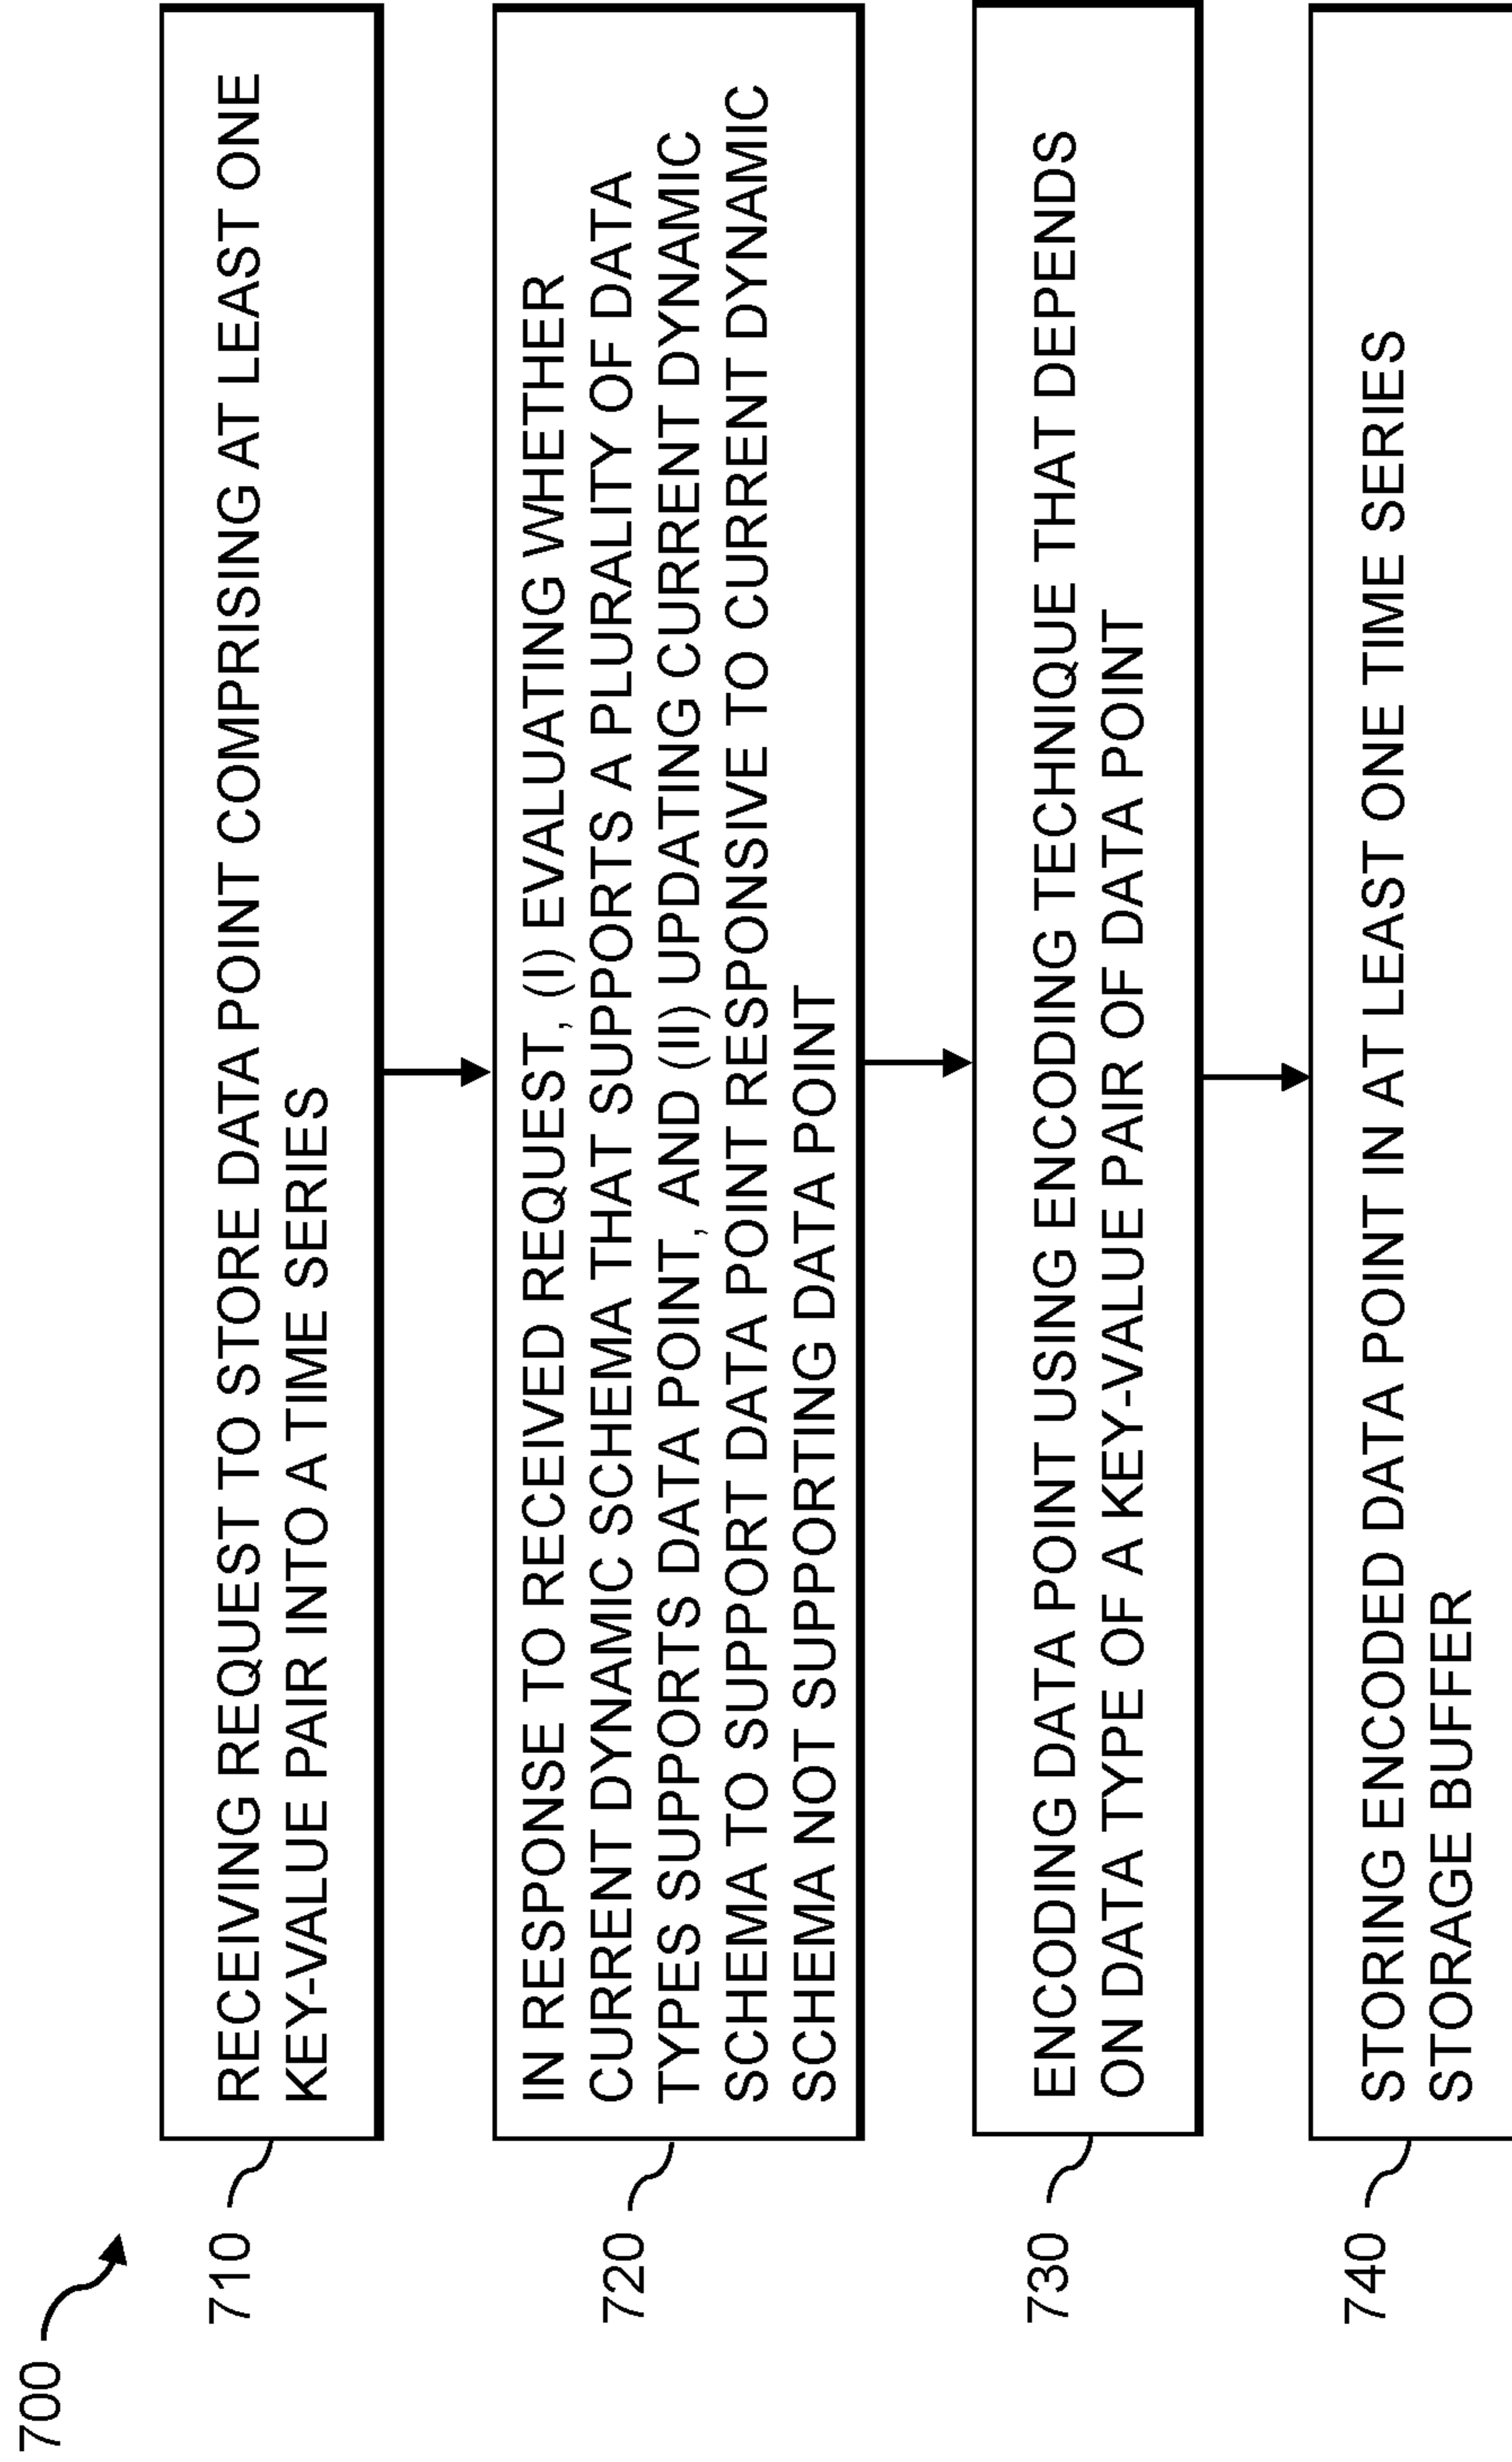 700
710
RECEIVING REQUEST TO STORE DATA POINT COMPRISING AT LEAST ONE
KEY-VALUE PAIR INTO A TIME SERIES
720
IN RESPONSE TO RECEIVED REQUEST, (I) EVALUATING WHETHER
CURRENT DYNAMIC SCHEMA THAT SUPPORTS A PLURALITY OF DATA
TYPES SUPPORTS DATA POINT, AND (II) UPDATING CURRENT DYNAMIC
SCHEMA TO SUPPORT DATA POINT RESPONSIVE TO CURRENT DYNAMIC
SCHEMA NOT SUPPORTING DATA POINT
730
ENCODING DATA POINT USING ENCODING TECHNIQUE THAT DEPENDS
ON DATA TYPE OF A KEY-VALUE PAIR OF DATA POINT
740
STORING ENCODED DATA POINT IN AT LEAST ONE TIME SERIES
STORAGE BUFFER